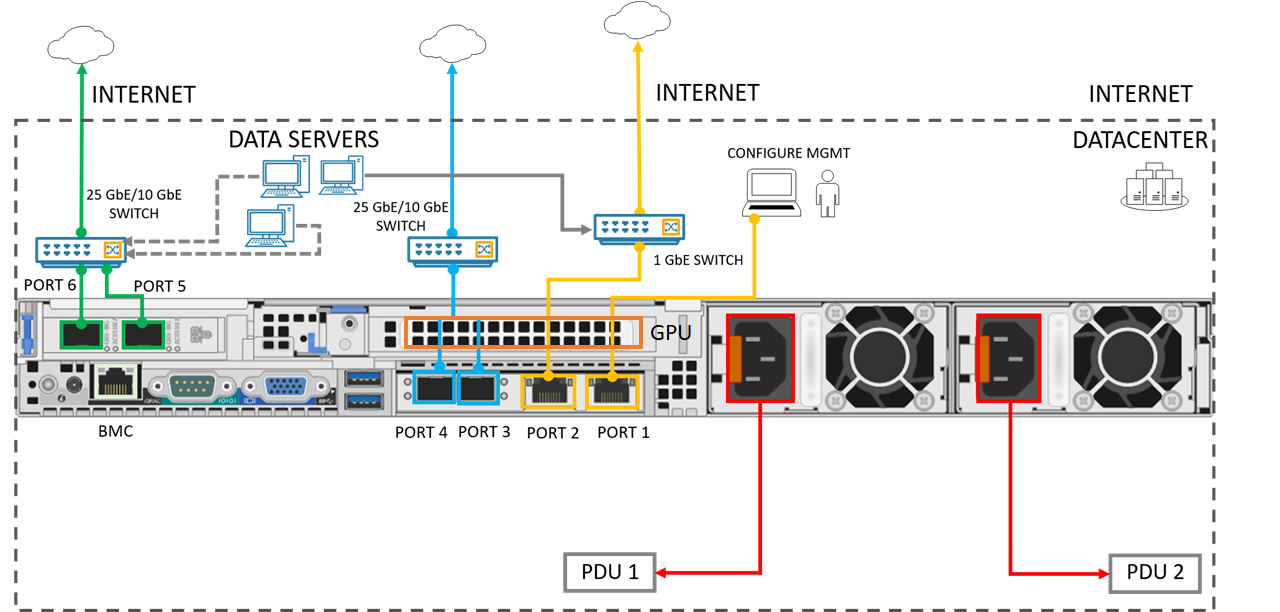 INTERNET
INTERNET
INTERNET
DATA SERVERS
DATACENTER
CONFIGURE MGMT
25 GbE/10 GbE
SWITCH
25 GbE/10 GbE
SWITCH
1 GbE SWITCH
PORT 6
PORT 5
GPU
BMC
PORT 4
PORT 3
PORT 2
PORT 1
PDU 1
PDU 2